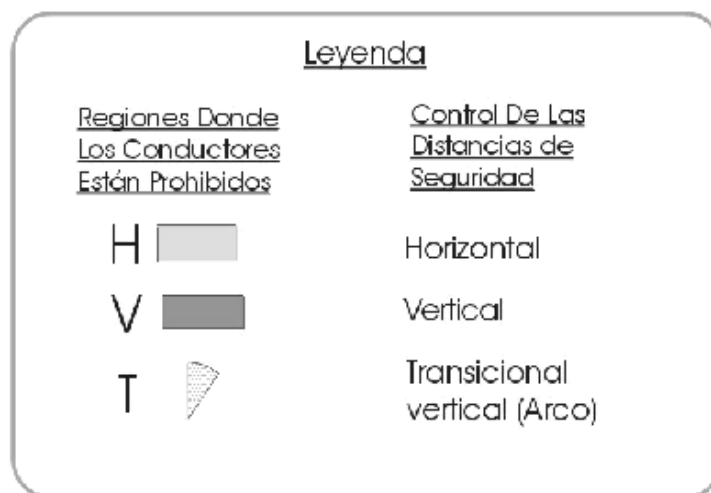 Leyenda
Regiones Donde
Los Conductores
Están Prohibidos
Control De Las
Distancias de
Seguridad
H
Horizontal
V
Vertical
T
Transicional
vertical (Arco)